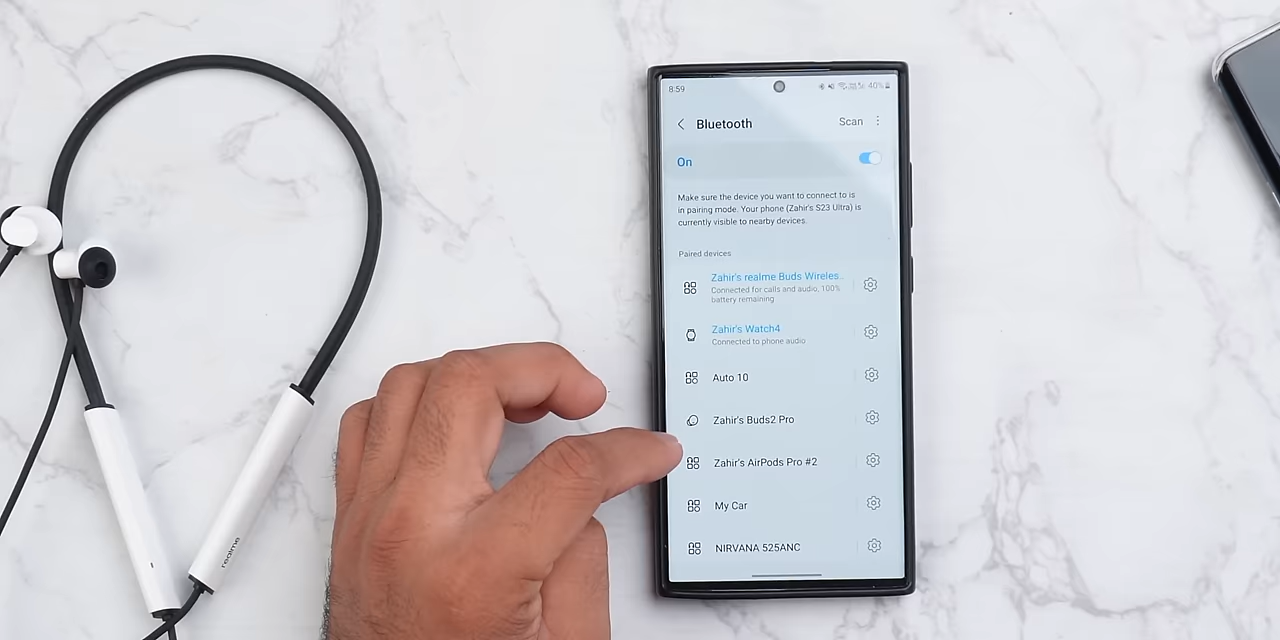 8:59
40%
Bluetooth
Scan
On
Make sure the device you want to connect to is
in pairing mode. Your phone (Zahir's S23 Ultra) is
currently visible to nearby devices.
Paired devices
Zahir's realme Buds Wireles..
Connected for calls and audio, 100%
battery remaining
Zahir's Watch4
Connected to phone audio
Auto 10
Zahir's Buds2 Pro
Zahir's AirPods Pro #2
My Car
NIRVANA 525ANC
realme